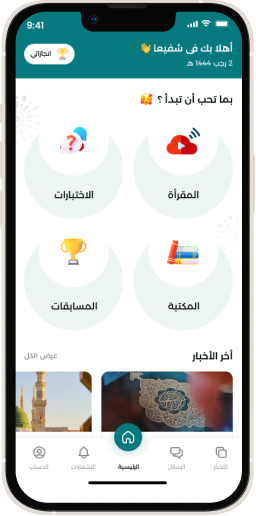 9:41
أهلا بك فى شفيعا 👋
2 رجب 1444 هـ
انجازاتي
بما تحب أن تبدأ ؟ 🥰
المقرأة
الاختبارات
المكتبة
المسابقات
أخر الأخبار
عرض الكل
الأخبار
الرسائل
الرئيسية
الاشعارات
الحساب